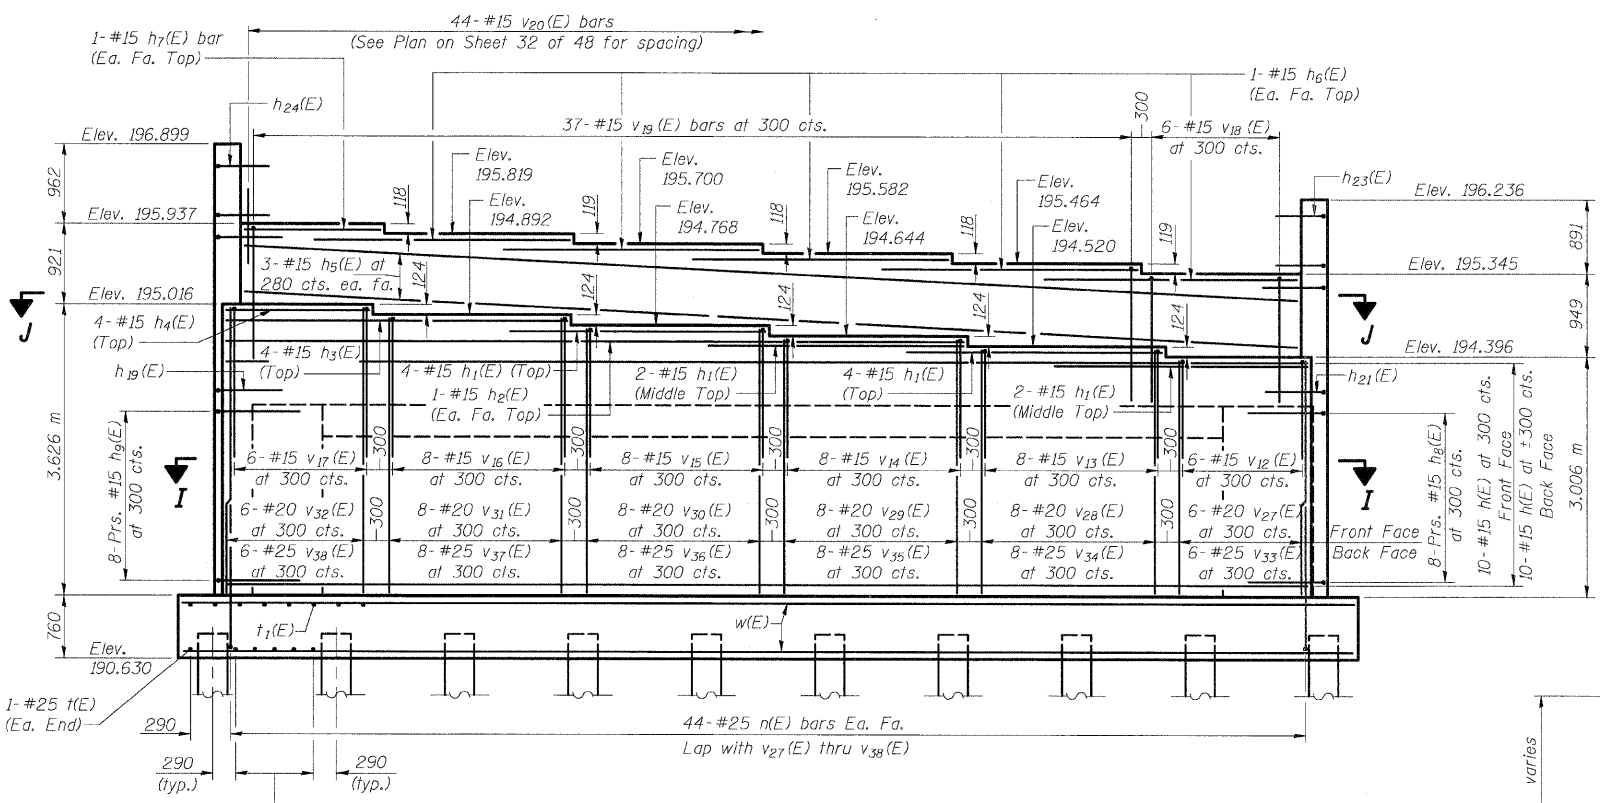 44-#15 v20(E) bars
(See Plan on Sheet 32 of 48 for spacing)
1-#15 h7(E) bar
(Ea. Fa. Top)
1-#15 h6(E)
(Ea. Fa. Top)
h24(E)
300
Elev. 196.899
37-#15 v19(E) bars at 300 cts.
6-#15 v18(E)
at 300 cts.
Elev.
195.819
Elev.
195.700
Elev.
195.582
Elev.
195.464
h23(E)
Elev. 196.236
962
118
119
118
118
119
891
Elev. 195.937
Elev.
194.892
Elev.
194.768
Elev.
194.644
Elev.
194.520
921
3-#15 h5(E) at
280 cts. ea. fa.
124
124
124
124
124
Elev. 195.345
949
Elev. 195.016
J
J
4-#15 h4(E)
(Top)
4-#15 h3(E)
(Top)
4-#15 h1(E) (Top)
1-#15 h2(E)
(Ea. Fa. Top)
2-#15 h1(E)
(Middle Top)
4-#15 h1(E)
(Top)
2-#15 h1(E)
(Middle Top)
Elev. 194.396
h19(E)
h21(E)
3.626 m
8-Prs. #15 h9(E)
at 300 cts.
8-Prs. #15 h8(E)
at 300 cts.
10-#15 h(E) at 300 cts.
Front Face
10-#15 h(E) at ±300 cts.
Back Face
3.006 m
I
I
300
300
300
300
300
6-#15 v17(E)
at 300 cts.
8-#15 v16(E)
at 300 cts.
8-#15 v15(E)
at 300 cts.
8-#15 v14(E)
at 300 cts.
8-#15 v13(E)
at 300 cts.
6-#15 v12(E)
at 300 cts.
300
300
300
300
300
6-#20 v32(E)
at 300 cts.
8-#20 v31(E)
at 300 cts.
8-#20 v30(E)
at 300 cts.
8-#20 v29(E)
at 300 cts.
8-#20 v28(E)
at 300 cts.
6-#20 v27(E)
at 300 cts.
Front Face
Back Face
6-#25 v38(E)
at 300 cts.
8-#25 v37(E)
at 300 cts.
8-#25 v36(E)
at 300 cts.
8-#25 v35(E)
at 300 cts.
8-#25 v34(E)
at 300 cts.
6-#25 v33(E)
at 300 cts.
760
t1(E)
w(E)
Elev.
190.630
1-#25 t(E)
(Ea. End)
290
44-#25 n(E) bars Ea. Fa.
Lap with v27(E) thru v38(E)
290
(typ.)
290
(typ.)
varies